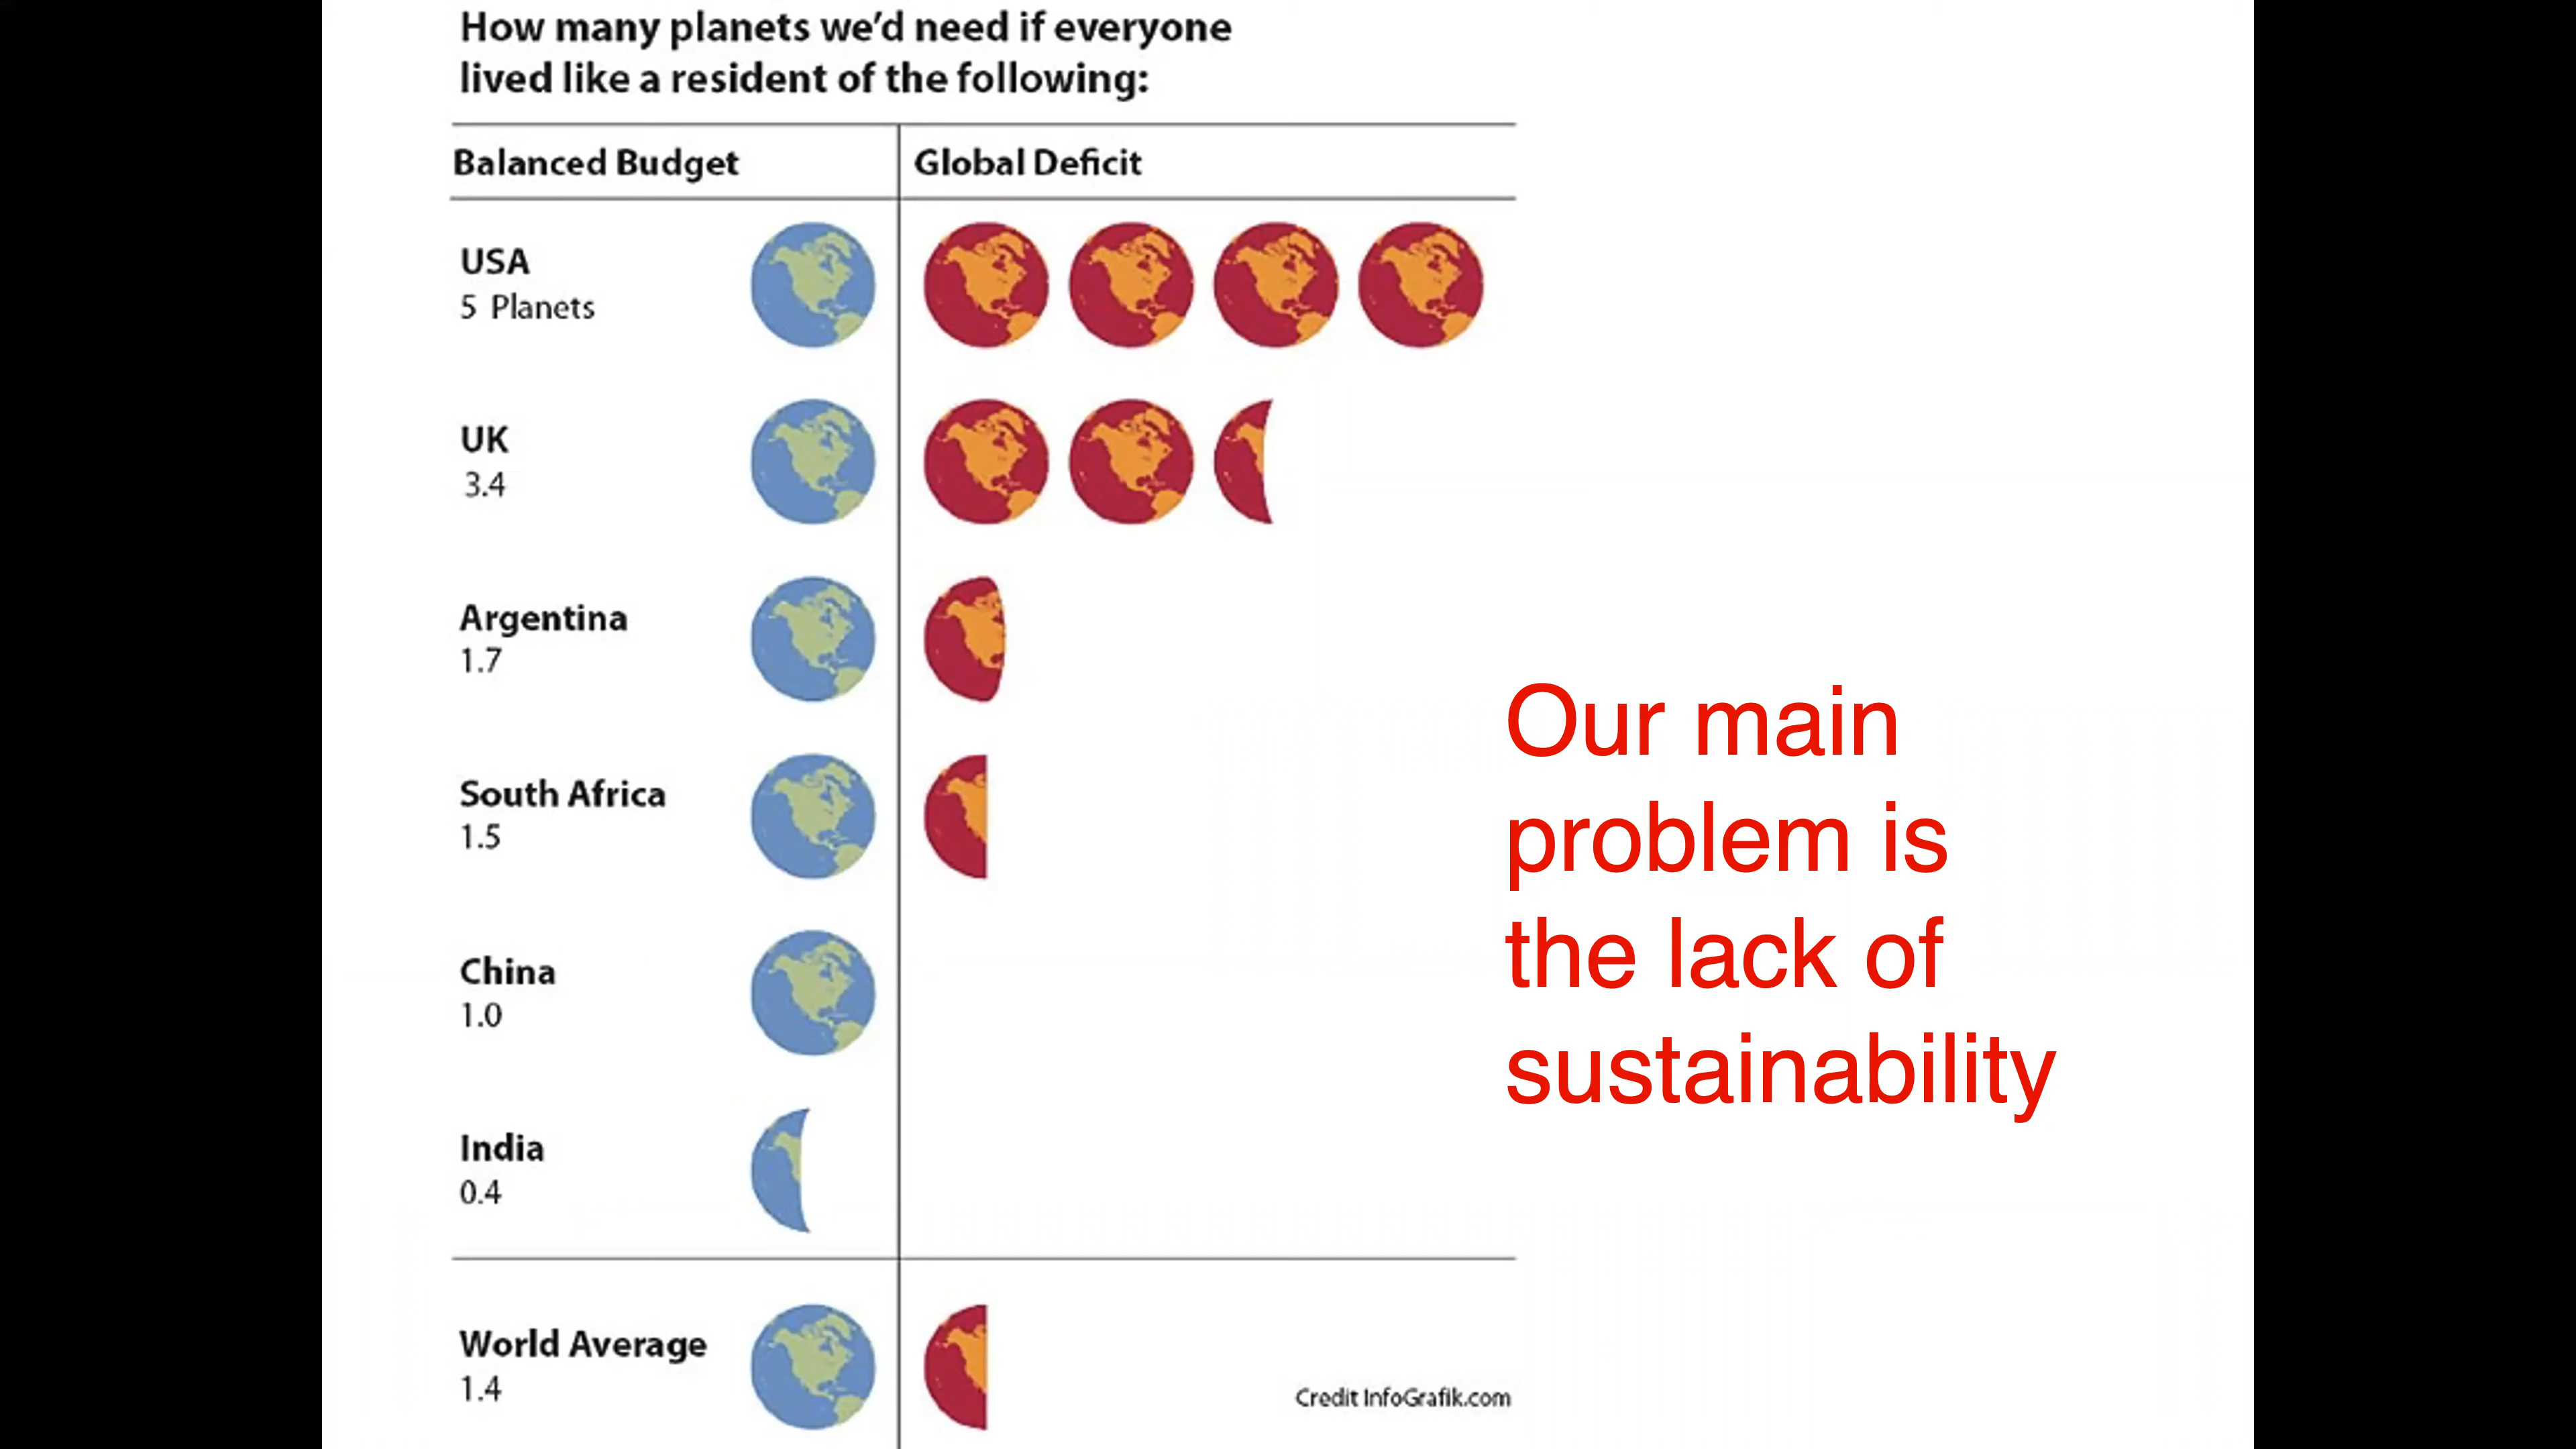 How many planets we'd need if everyone
lived like a resident of the following:
Balanced Budget
Global Deficit
USA
5 Planets
UK
3.4
Argentina
1.7
South Africa
1.5
China
1.0
India
0.4
World Average
1.4
Credit InfoGrafik.com
Our main
problem is
the lack of
sustainability